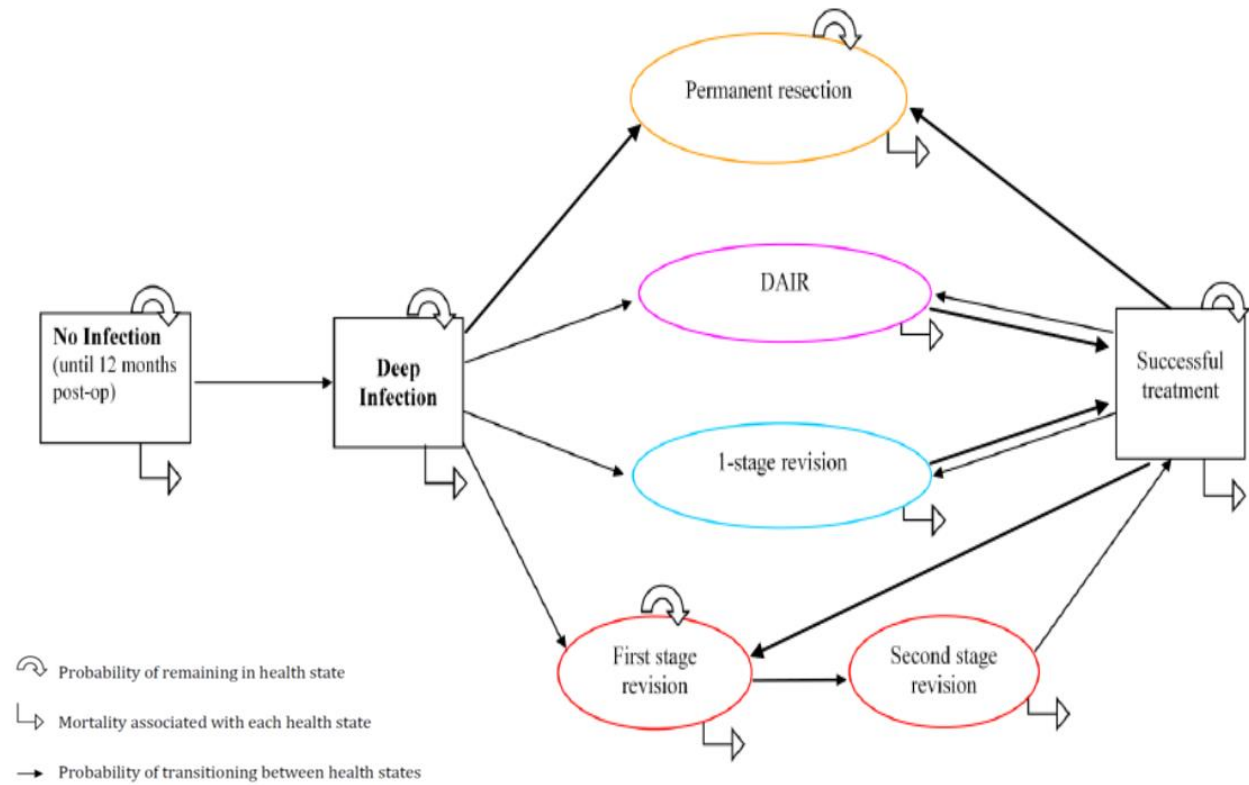 Permanent resection
DAIR
No Infection
(until 12 months
post-op)
Deep
Infection
Successful
treatment
1-stage revision
First stage
revision
Second stage
revision
Probability of remaining in health state
Mortality associated with each health state
Probability of transitioning between health states